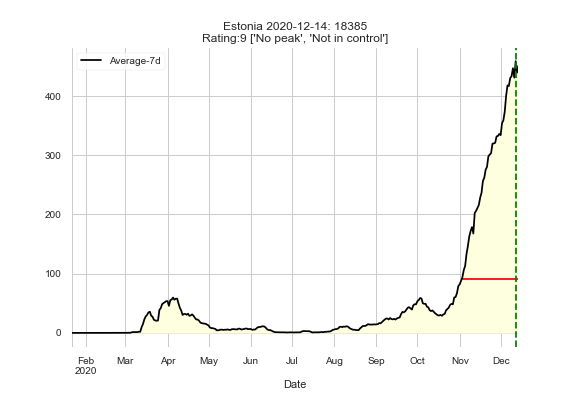 Estonia 2020-12-14: 18385
Rating:9 ['No peak', 'Not in control']
Average-7d
400
300
200
100
0
Feb Mar Apr May Jun Jul Aug Sep Oct Nov Dec
2020
Date